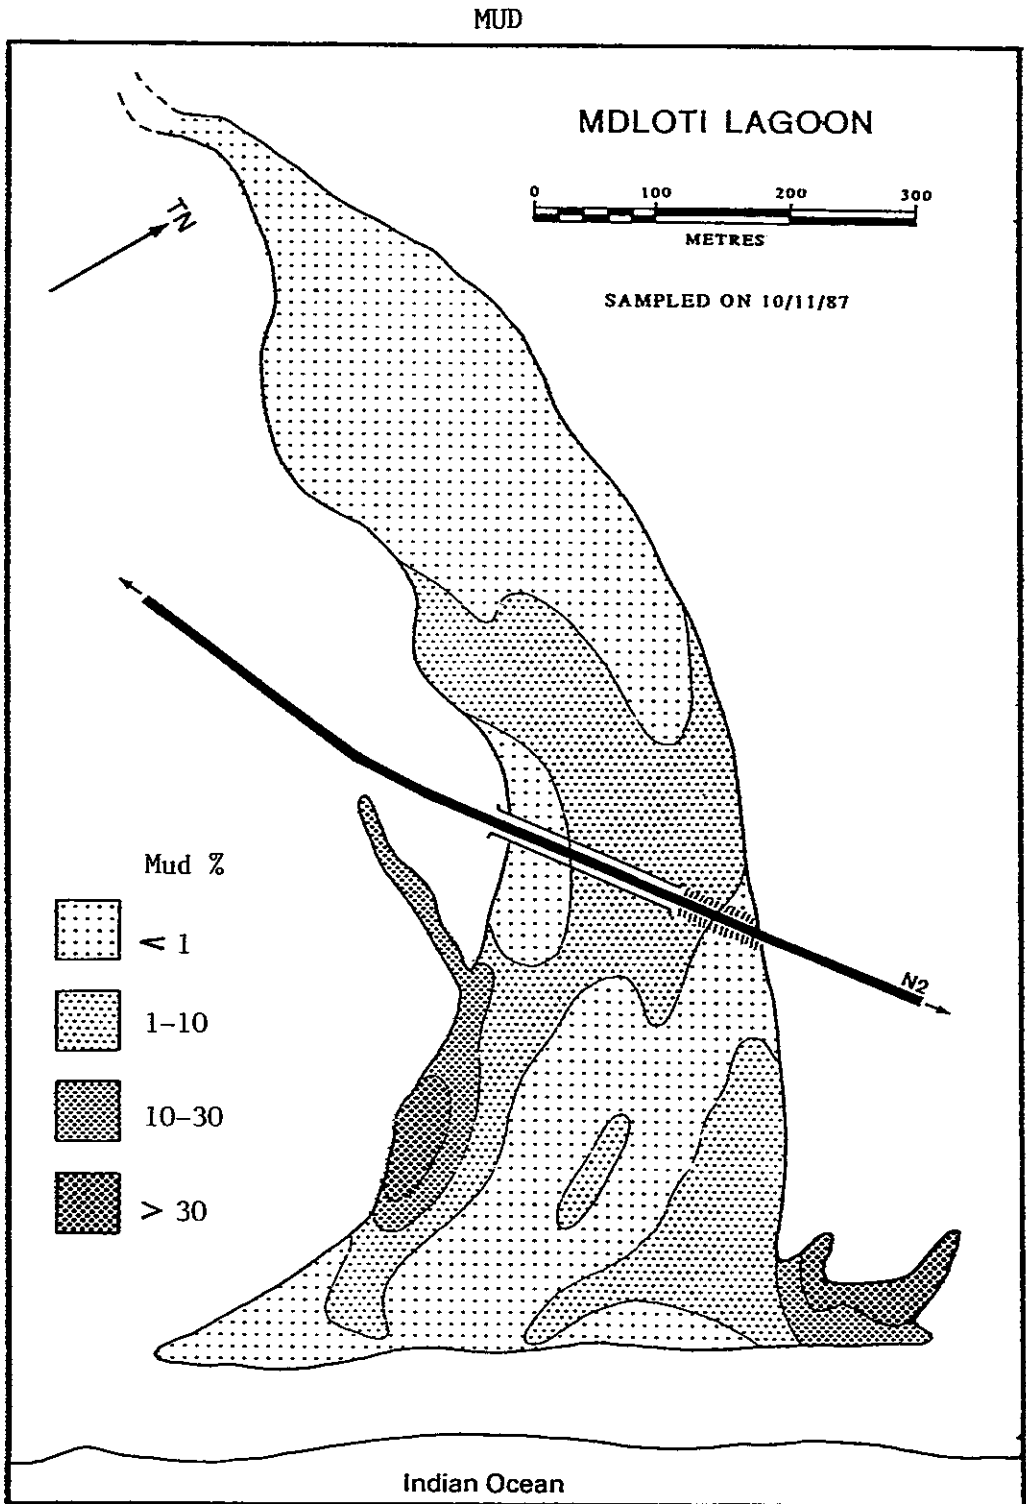 MUD
MDLOTI LAGOON
0 100 200 300
METRES
TN
SAMPLED ON 10/11/87
Mud %
< 1
1-10
10-30
> 30
N2
Indian Ocean